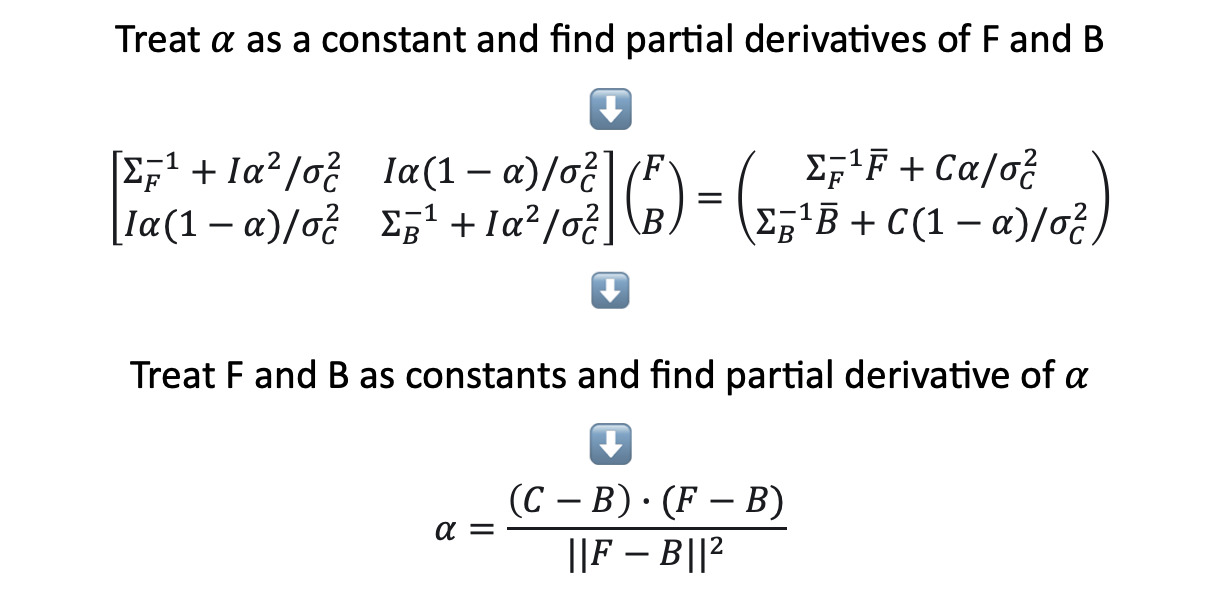 Treat α as a constant and find partial derivatives of F and B
[Σ_F^{-1} + Iα²/σ_C² Iα(1 − α)/σ_C²
Iα(1 − α)/σ_C² Σ_B^{-1} + Iα²/σ_C²] (F
B) = (Σ_F^{-1}F̅ + Cα/σ_C²
Σ_B^{-1}B̅ + C(1 − α)/σ_C²)
Treat F and B as constants and find partial derivative of α
α = (C − B) · (F − B)
||F − B||²